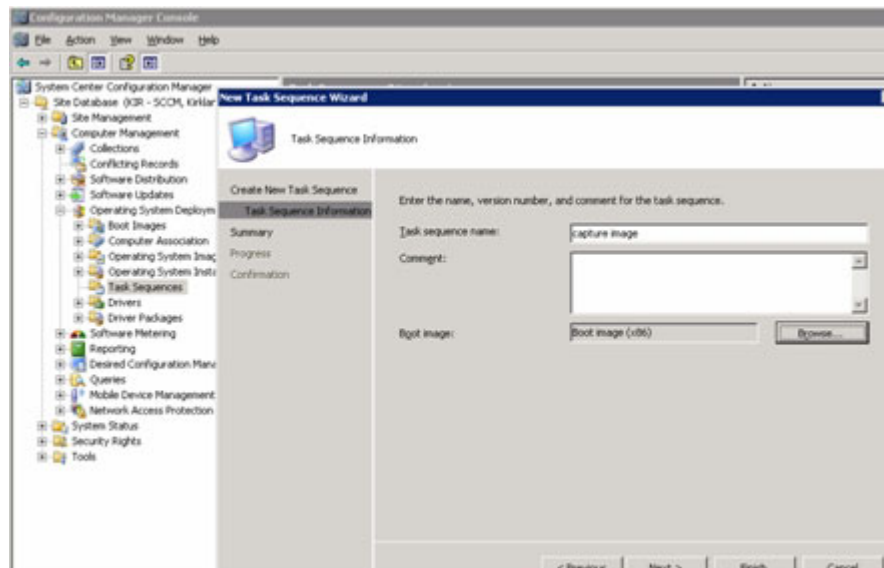 Configuration Manager Console
File Action View Window Help
System Center Configuration Manager
Site Database (KIR - SCCM, Kirklan
Site Management
Computer Management
Collections
Conflicting Records
Software Distribution
Software Updates
Operating System Deploym
Boot Images
Computer Association
Operating System Imag
Operating System Insta
Task Sequences
Drivers
Driver Packages
Software Metering
Reporting
Desired Configuration Mana
Queries
Mobile Device Management
Network Access Protection
System Status
Security Rights
Tools
New Task Sequence Wizard
Task Sequence Information
Create New Task Sequence
Task Sequence Information
Summary
Progress
Confirmation
Enter the name, version number, and comment for the task sequence.
Task sequence name:
capture image
Comment:
Boot image:
Boot image (x86)
Browse...
< Previous
Next >
Finish
Cancel